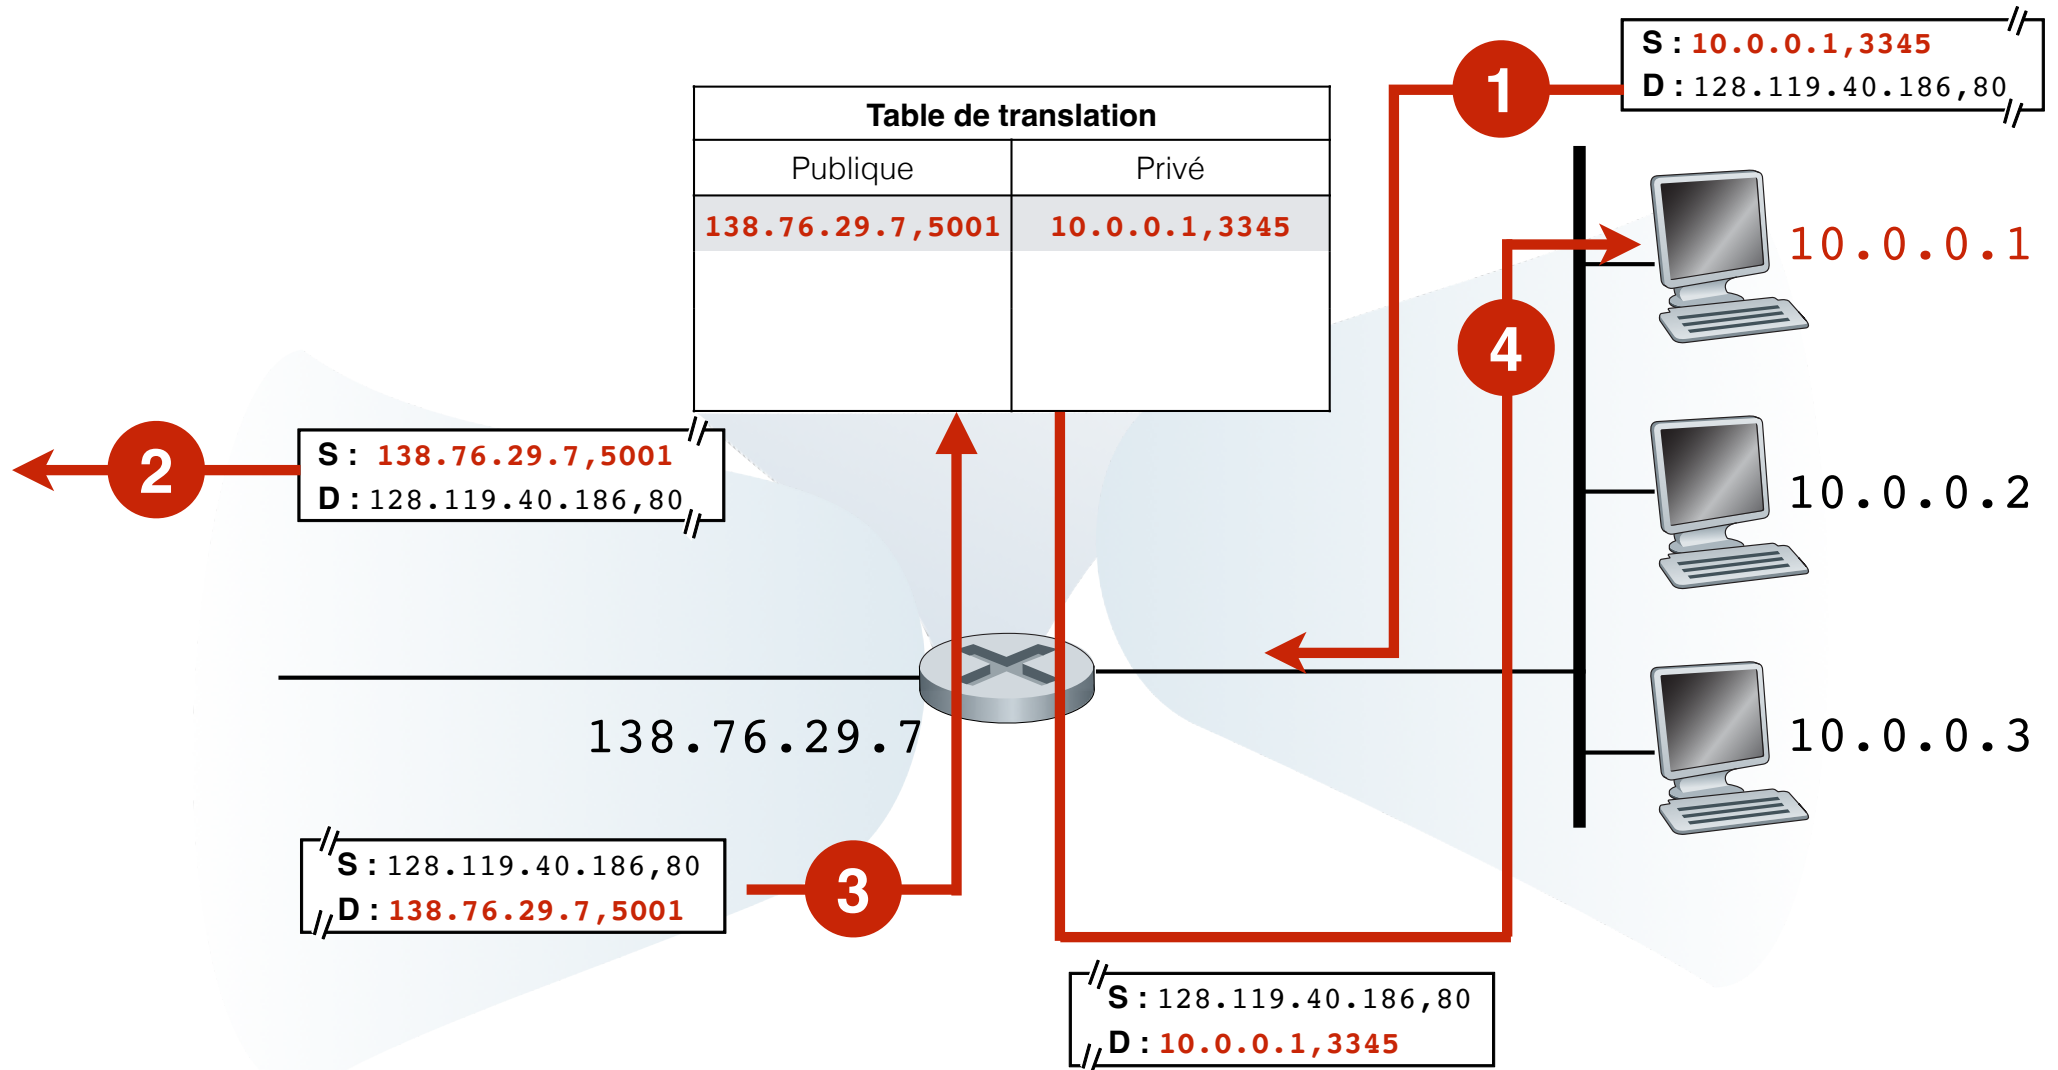 S : 10.0.0.1,3345
D : 128.119.40.186,80
1
Table de translation
Publique Privé
138.76.29.7,5001 10.0.0.1,3345
10.0.0.1
4
2
S : 138.76.29.7,5001
D : 128.119.40.186,80
10.0.0.2
138.76.29.7
10.0.0.3
S : 128.119.40.186,80
D : 138.76.29.7,5001
3
S : 128.119.40.186,80
D : 10.0.0.1,3345